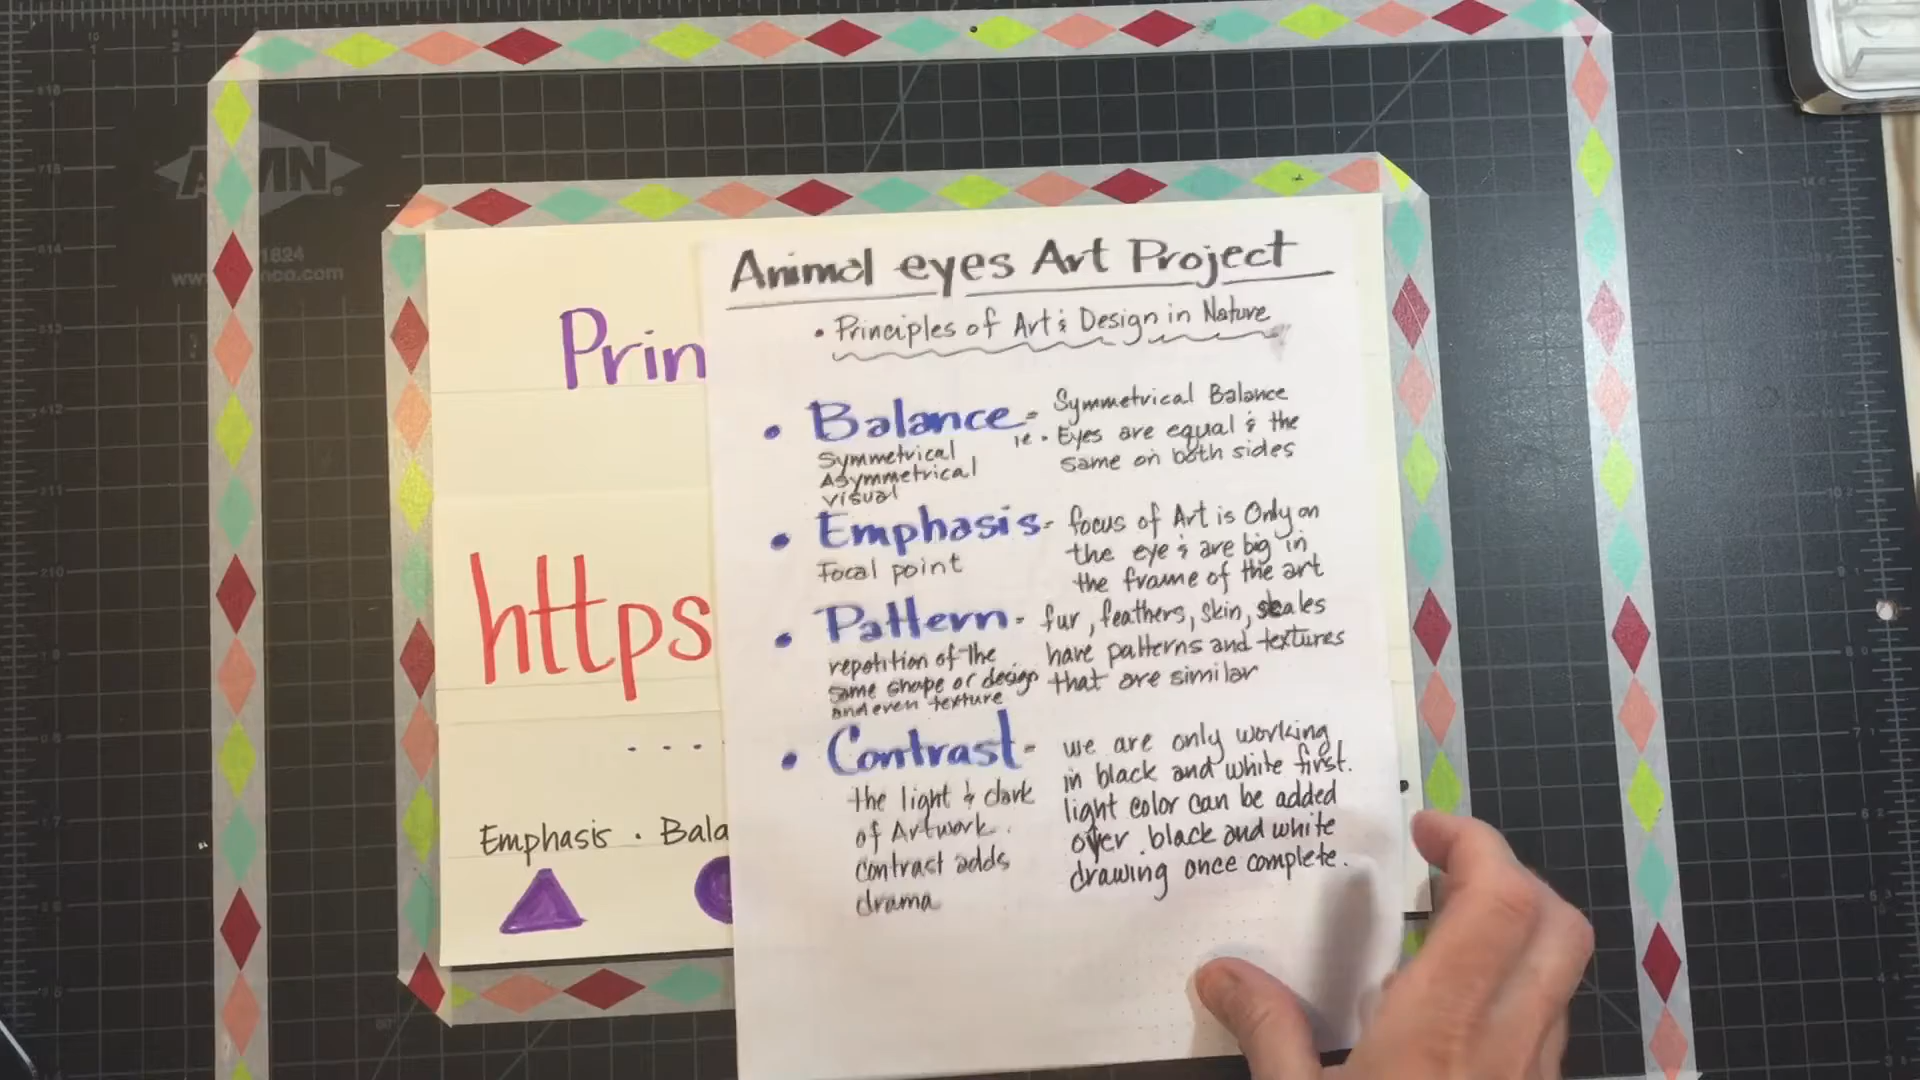 Animal eyes Art Project
• Principles of Art & Design in Nature
• Balance = Symmetrical Balance
ie. Eyes are equal & the
same on both sides
Symmetrical
Asymmetrical
visual
• Emphasis - focus of Art is Only on
the eye & are big in
the frame of the art
Focal point
• Pattern - fur, feathers, skin, scales
have patterns and textures
that are similar
repetition of the
same shape or design
and even texture
• Contrast - we are only working
in black and white first.
light color can be added
over black and white
drawing once complete.
the light & dark
of Artwork.
contrast adds
drama
Prin
https
....
Emphasis . Bala
ALVIN
1824